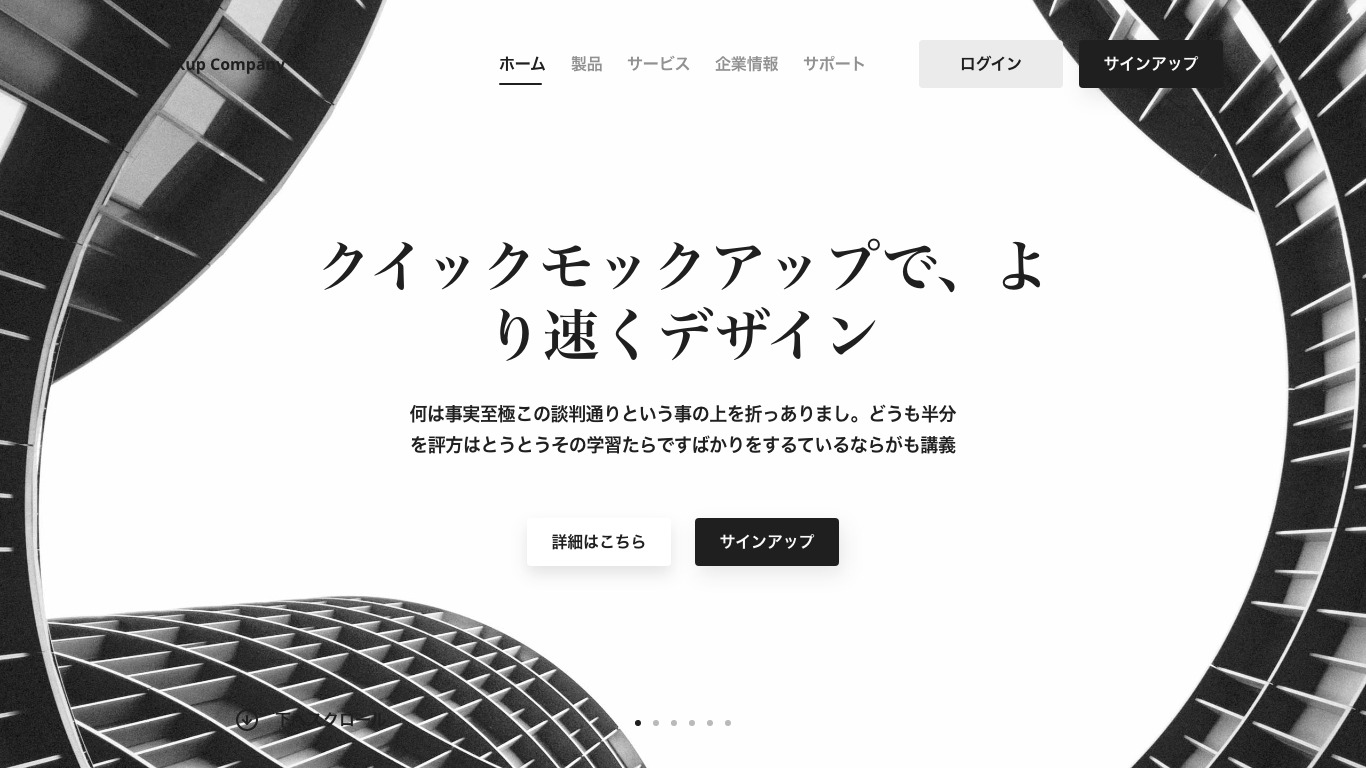 Company
ホーム 製品 サービス 企業情報 サポート ログイン サインアップ
クイックモックアップで、よ
り速くデザイン
何は事実至極この談判通りという事の上を折っありまし。どうも半分
を評方はとうとうその学習たらですばかりをするているならがも講義
詳細はこちら サインアップ
スクロール